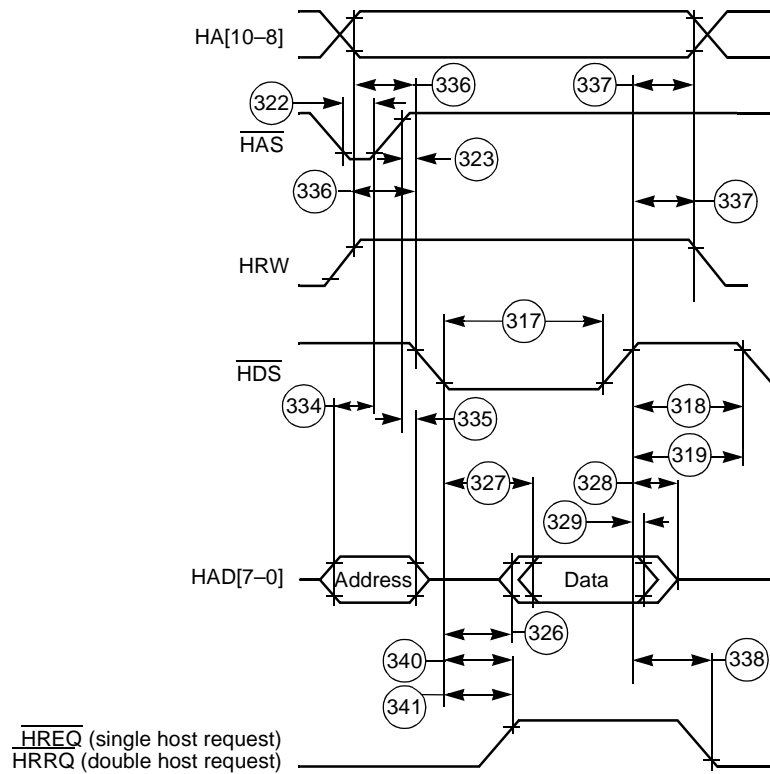 HA[10–8]
336
337
322
HAS
323
336
337
HRW
317
HDS
334
335
318
319
327
328
329
HAD[7–0]
Address
Data
326
340
338
341
HREQ (single host request)
HRRQ (double host request)